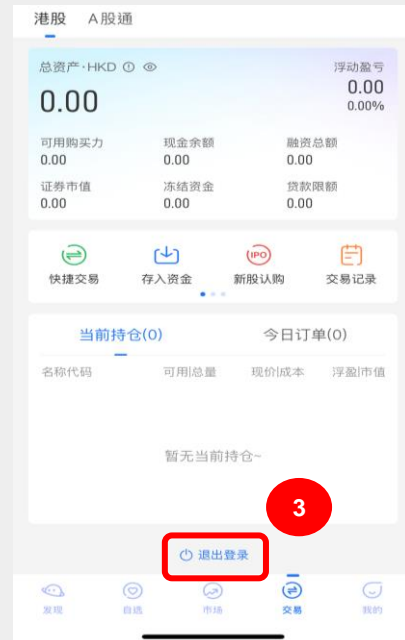 港股 A股通
总资产·HKD 浮动盈亏
0.00 0.00
0.00%
可用购买力 现金余额 融资总额
0.00 0.00 0.00
证券市值 冻结资金 贷款限额
0.00 0.00 0.00
IPO
快捷交易 存入资金 新股认购 交易记录
当前持仓(0) 今日订单(0)
名称代码 可用|总量 现价|成本 浮盈|市值
暂无当前持仓~
3
退出登录
发现 自选 市场 交易 我的